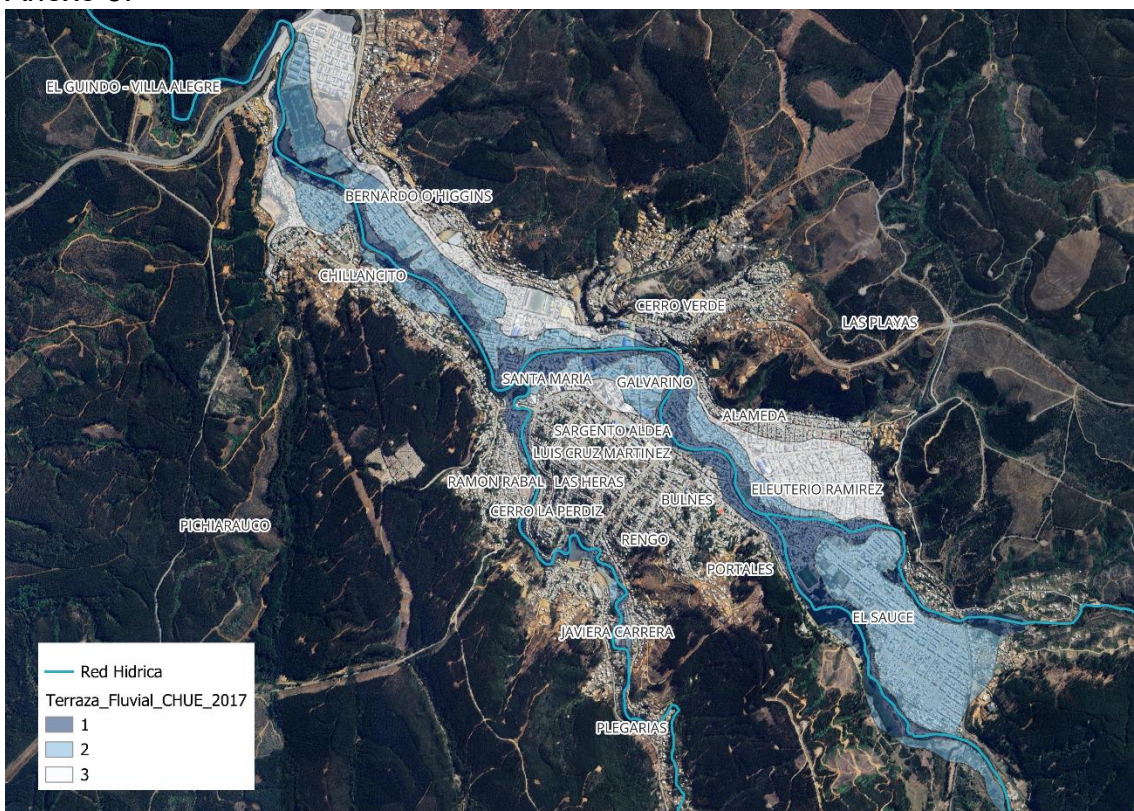 Anexo
EL GUINDO - VILLA ALEGRE
BERNARDO O'HIGGINS
CHILLANCITO
CERRO VERDE
LAS PLAYAS
SANTA MARIA
GALVARINO
ALAMEDA
SARGENTO ALDEA
LUIS CRUZ MARTINEZ
RAMON RABAL
LAS HERAS
ELEUTERIO RAMIREZ
BULNES
CERRO LA PERDIZ
PICHIARAUCO
RENGO
PORTALES
EL SAUCE
JAVIERA CARRERA
PLEGARIAS
Red Hidrica
Terraza_Fluvial_CHUE_2017
1
2
3